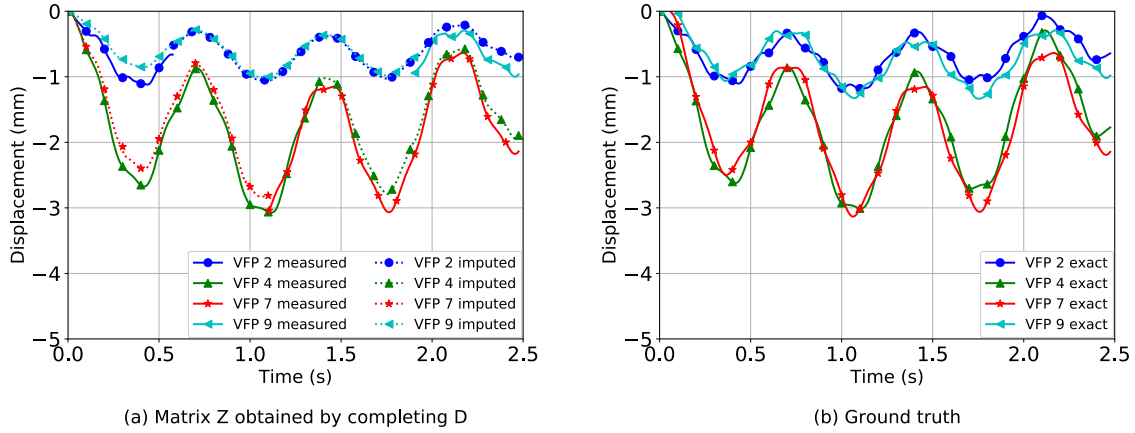 0
−1
−2
−3
−4
−5
Displacement (mm)
VFP 2 measured
VFP 4 measured
VFP 7 measured
VFP 9 measured
VFP 2 imputed
VFP 4 imputed
VFP 7 imputed
VFP 9 imputed
0.0 0.5 1.0 1.5 2.0 2.5
Time (s)
(a) Matrix Z obtained by completing D
0
−1
−2
−3
−4
−5
Displacement (mm)
VFP 2 exact
VFP 4 exact
VFP 7 exact
VFP 9 exact
0.0 0.5 1.0 1.5 2.0 2.5
Time (s)
(b) Ground truth